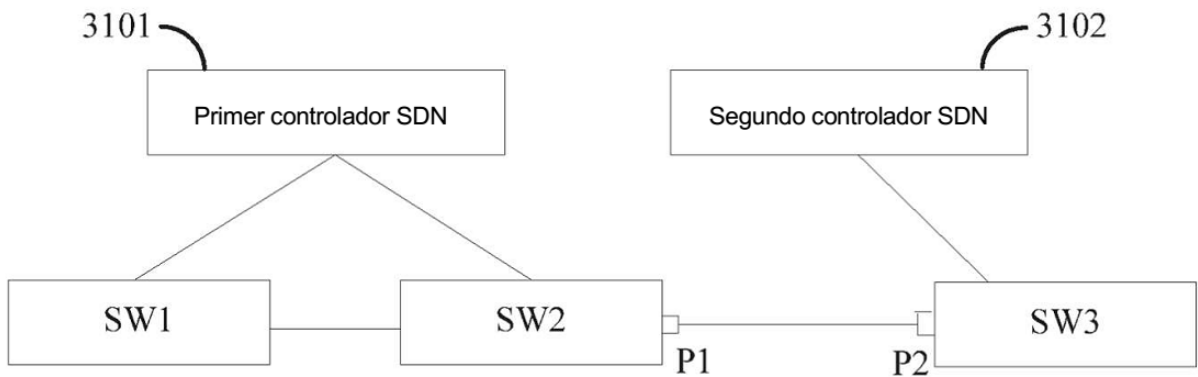 3101
3102
Primer controlador SDN
Segundo controlador SDN
SW1
SW2
SW3
P1
P2